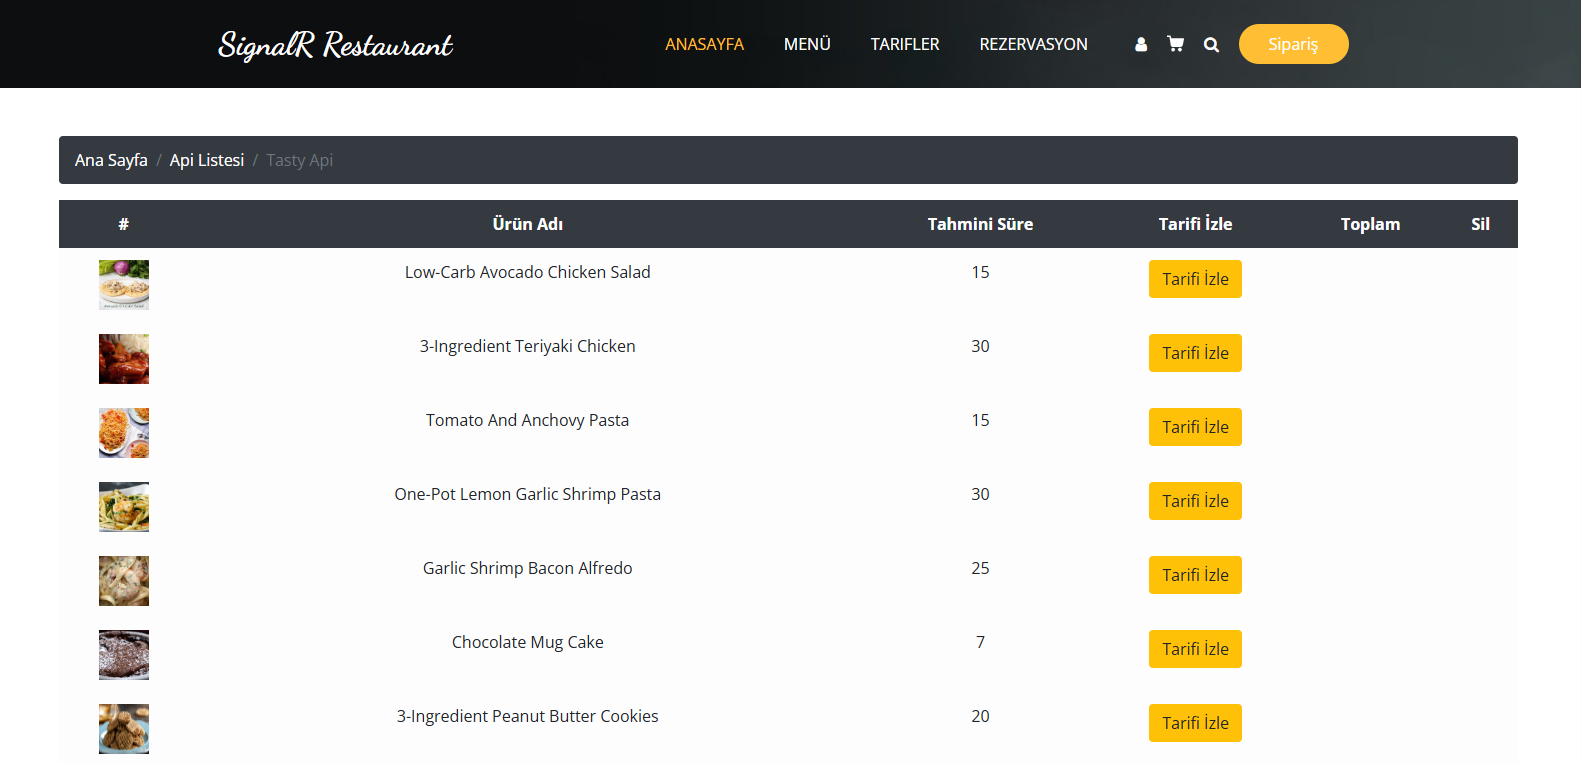 SignalR Restaurant
ANASAYFA MENÜ TARIFLER REZERVASYON Sipariş
Ana Sayfa / Api Listesi / Tasty Api
# Ürün Adı Tahmini Süre Tarifi İzle Toplam Sil
Low-Carb Avocado Chicken Salad 15 Tarifi İzle
3-Ingredient Teriyaki Chicken 30 Tarifi İzle
Tomato And Anchovy Pasta 15 Tarifi İzle
One-Pot Lemon Garlic Shrimp Pasta 30 Tarifi İzle
Garlic Shrimp Bacon Alfredo 25 Tarifi İzle
Chocolate Mug Cake 7 Tarifi İzle
3-Ingredient Peanut Butter Cookies 20 Tarifi İzle